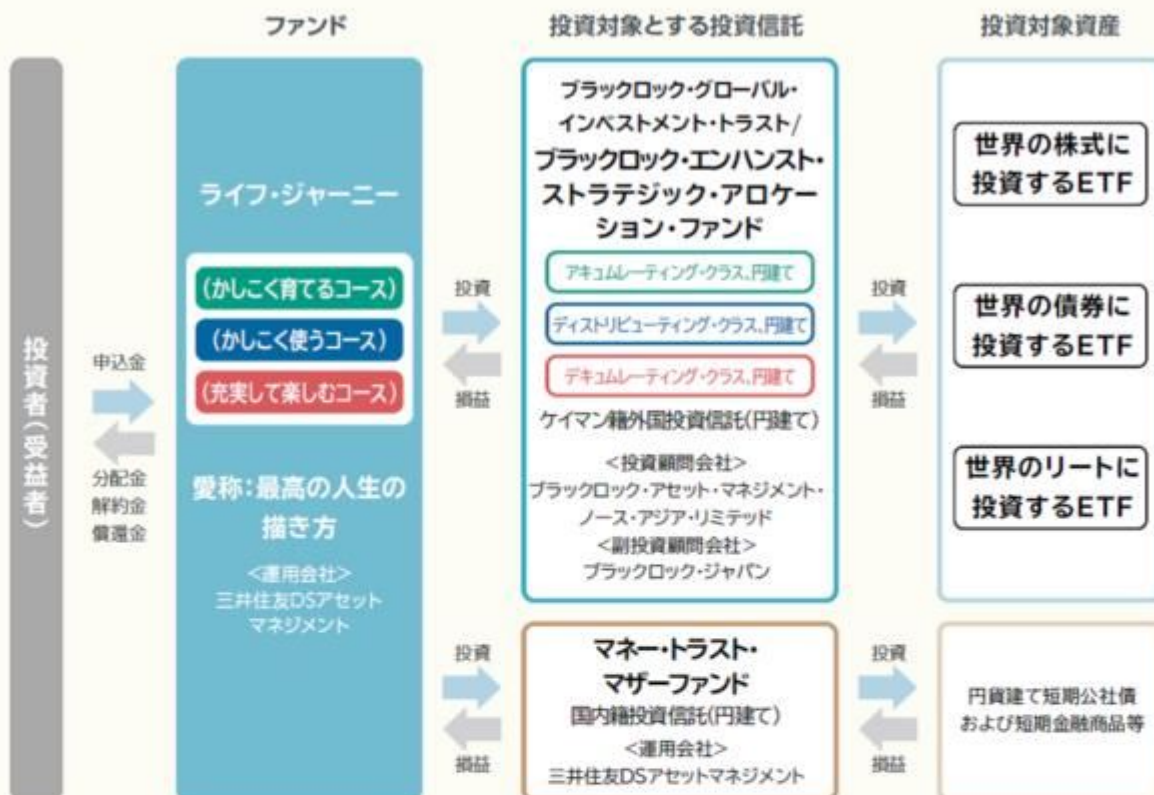 ファンド
投資対象とする投資信託
投資対象資産
投資者(受益者)
申込金
分配金
解約金
償還金
ライフ・ジャーニー
(かしこく育てるコース)
(かしこく使うコース)
(充実して楽しむコース)
愛称:最高の人生の
描き方
<運用会社>
三井住友DSアセット
マネジメント
投資
損益
投資
損益
ブラックロック・グローバル・
インベストメント・トラスト/
ブラックロック・エンハンスト・
ストラテジック・アロケー
ション・ファンド
アキュムレーティング・クラス、円建て
ディストリビューティング・クラス、円建て
デキュムレーティング・クラス、円建て
ケイマン籍外国投資信託(円建て)
<投資顧問会社>
ブラックロック・アセット・マネジメント・
ノース・アジア・リミテッド
<副投資顧問会社>
ブラックロック・ジャパン
マネー・トラスト・
マザーファンド
国内籍投資信託(円建て)
<運用会社>
三井住友DSアセットマネジメント
投資
損益
投資
損益
世界の株式に
投資するETF
世界の債券に
投資するETF
世界のリートに
投資するETF
円貨建て短期公社債
および短期金融商品等